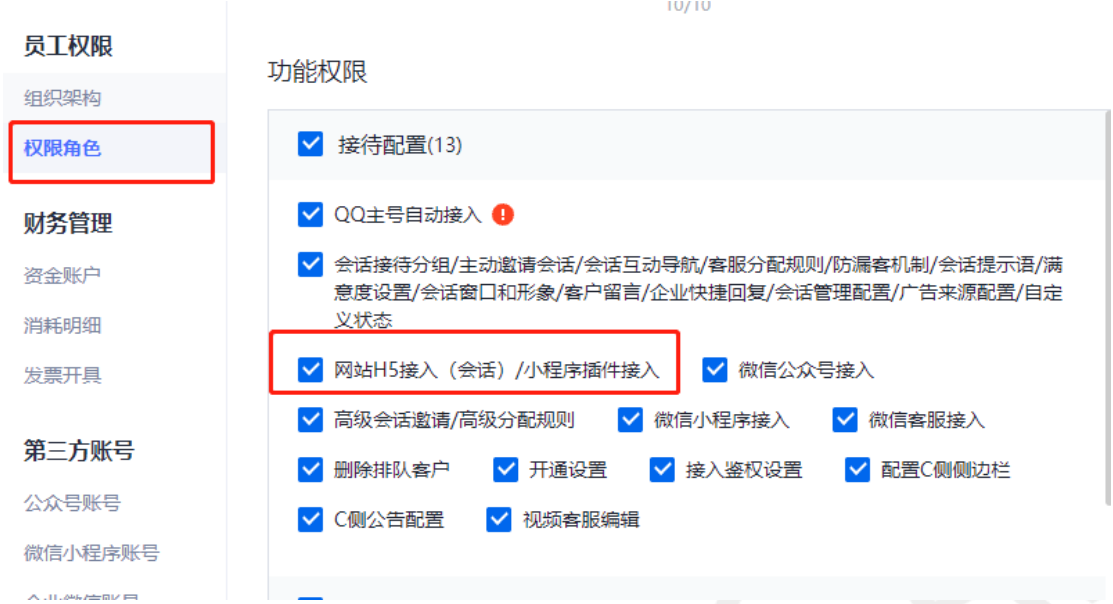 10/10
员工权限
组织架构
权限角色
财务管理
资金账户
消耗明细
发票开具
第三方账号
公众号账号
微信小程序账号
功能权限
接待配置(13)
QQ主号自动接入
会话接待分组/主动邀请会话/会话互动导航/客服分配规则/防漏客机制/会话提示语/满
意度设置/会话窗口和形象/客户留言/企业快捷回复/会话管理配置/广告来源配置/自定
义状态
网站H5接入（会话）/小程序插件接入 微信公众号接入
高级会话邀请/高级分配规则 微信小程序接入 微信客服接入
删除排队客户 开通设置 接入鉴权设置 配置C侧侧边栏
C侧公告配置 视频客服编辑